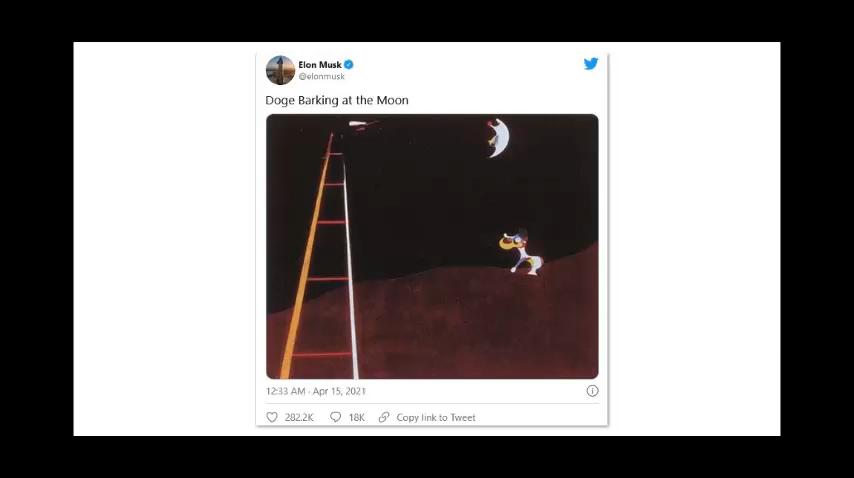 Elon Musk
@elonmusk
Doge Barking at the Moon
12:33 AM · Apr 15, 2021
282.2K 18K Copy link to Tweet